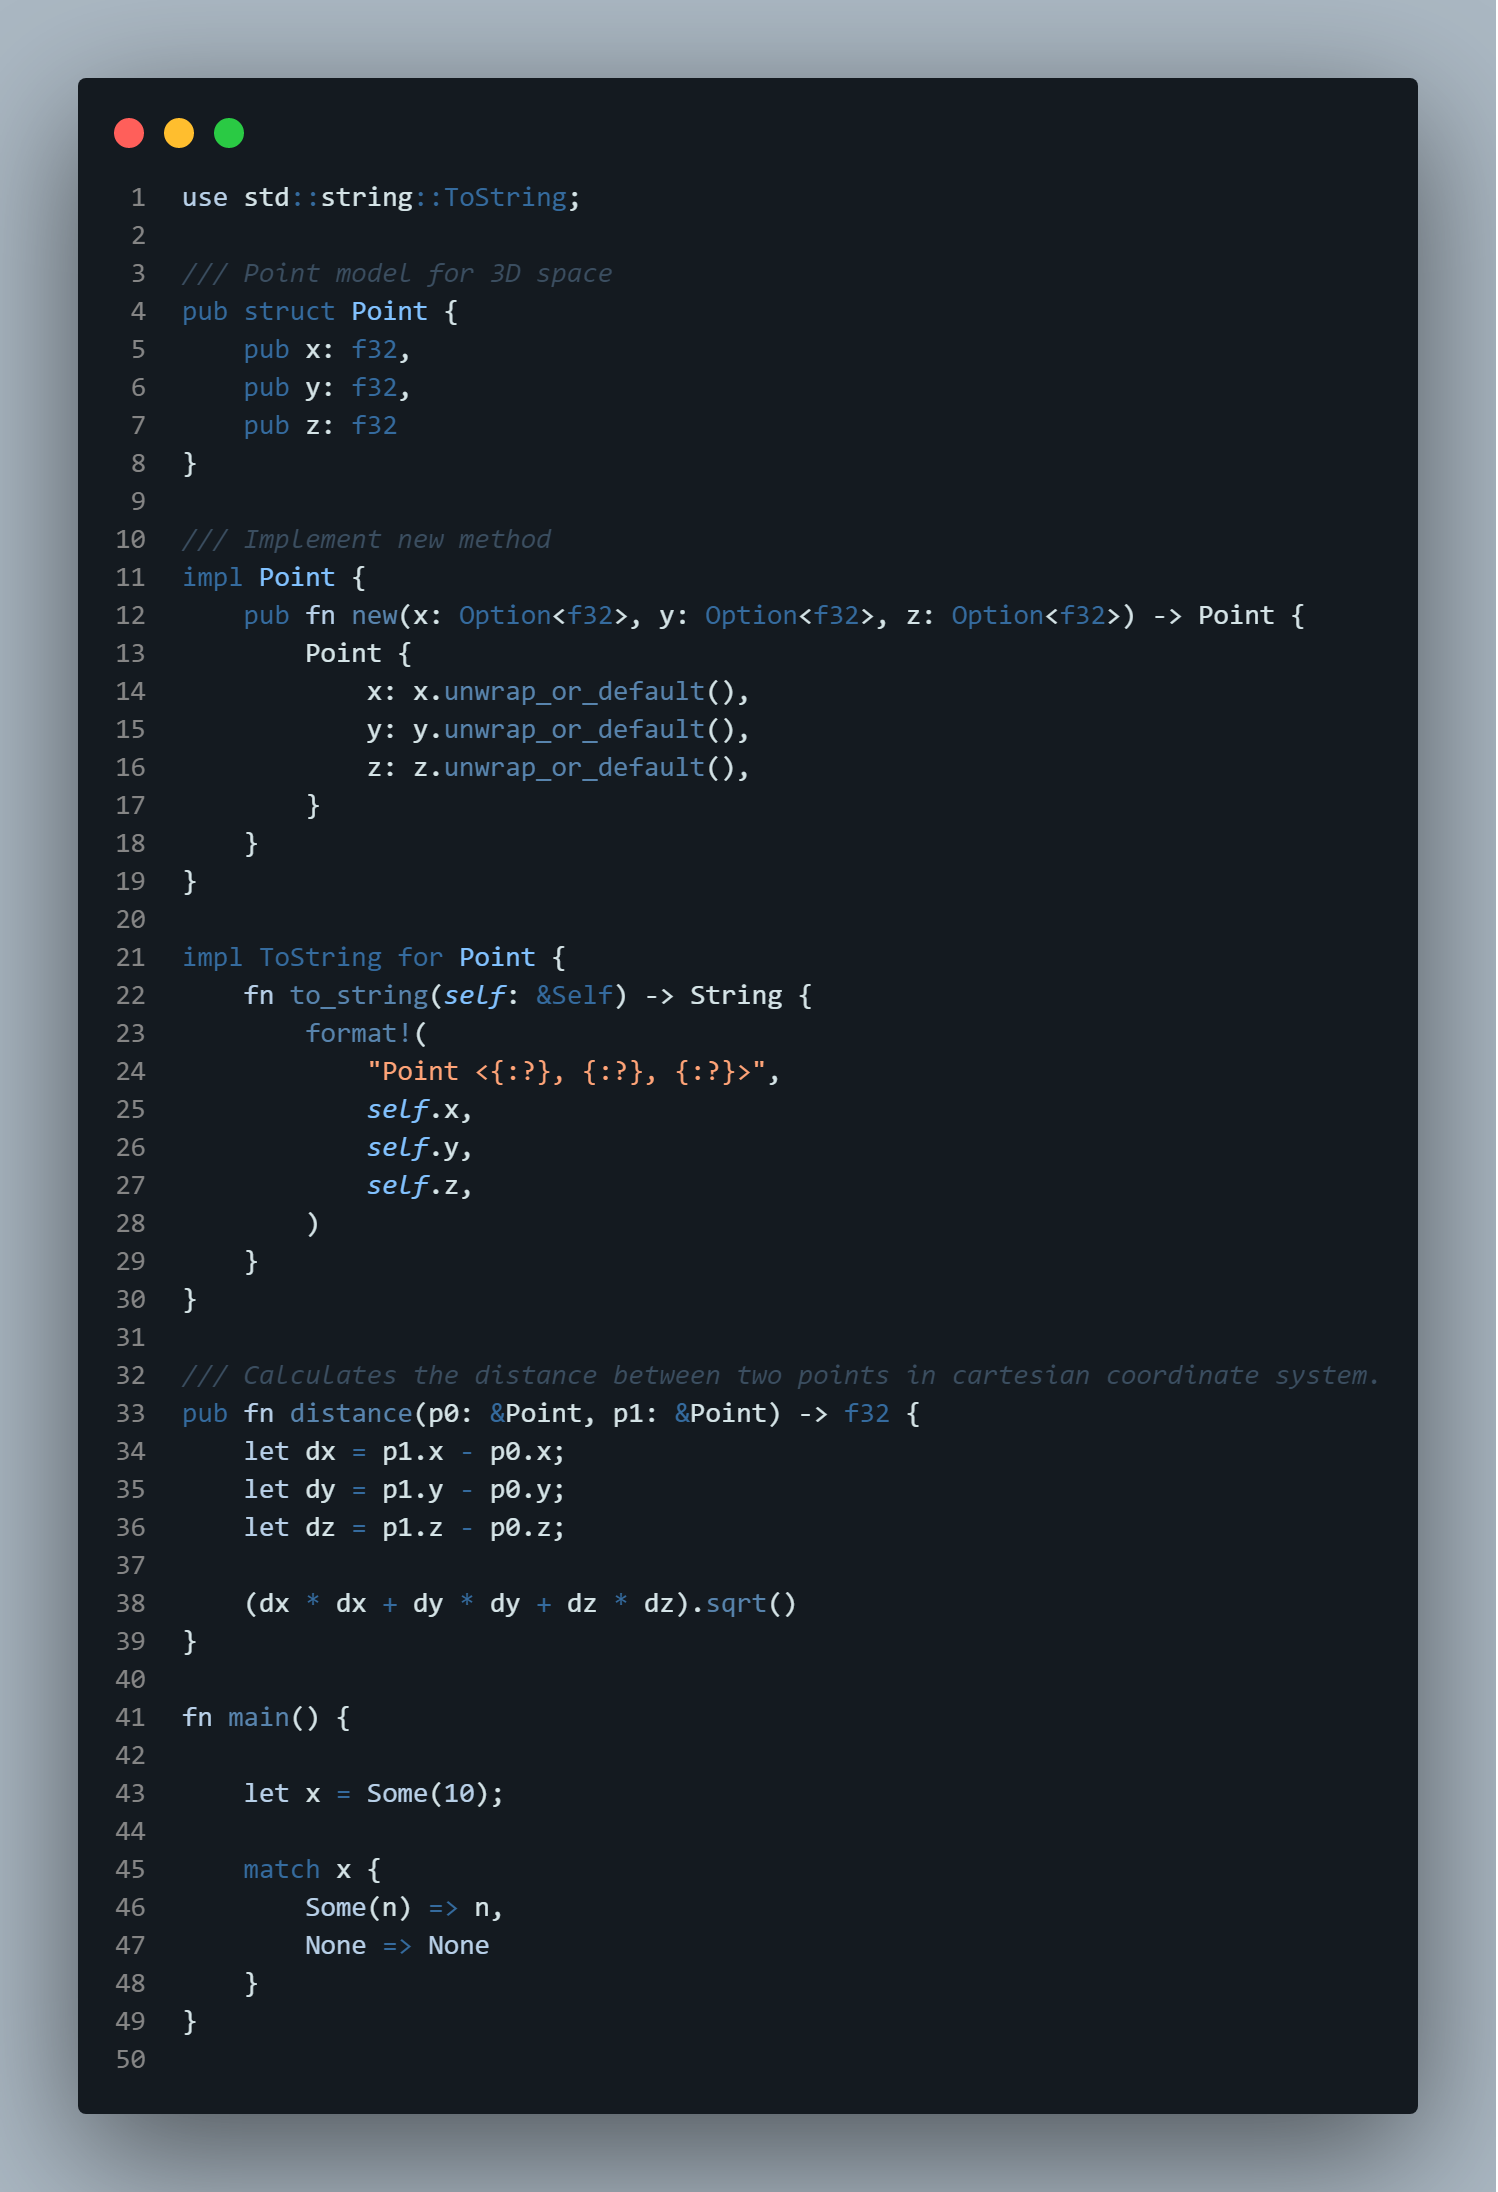 1 use std::string::ToString;
2
3 /// Point model for 3D space
4 pub struct Point {
5     pub x: f32,
6     pub y: f32,
7     pub z: f32
8 }
9
10 /// Implement new method
11 impl Point {
12     pub fn new(x: Option<f32>, y: Option<f32>, z: Option<f32>) -> Point {
13         Point {
14             x: x.unwrap_or_default(),
15             y: y.unwrap_or_default(),
16             z: z.unwrap_or_default(),
17         }
18     }
19 }
20
21 impl ToString for Point {
22     fn to_string(self: &Self) -> String {
23         format!(
24             "Point <{:?}, {:?}, {:?}>",
25             self.x,
26             self.y,
27             self.z,
28         )
29     }
30 }
31
32 /// Calculates the distance between two points in cartesian coordinate system.
33 pub fn distance(p0: &Point, p1: &Point) -> f32 {
34     let dx = p1.x - p0.x;
35     let dy = p1.y - p0.y;
36     let dz = p1.z - p0.z;
37
38     (dx * dx + dy * dy + dz * dz).sqrt()
39 }
40
41 fn main() {
42
43     let x = Some(10);
44
45     match x {
46         Some(n) => n,
47         None => None
48     }
49 }
50